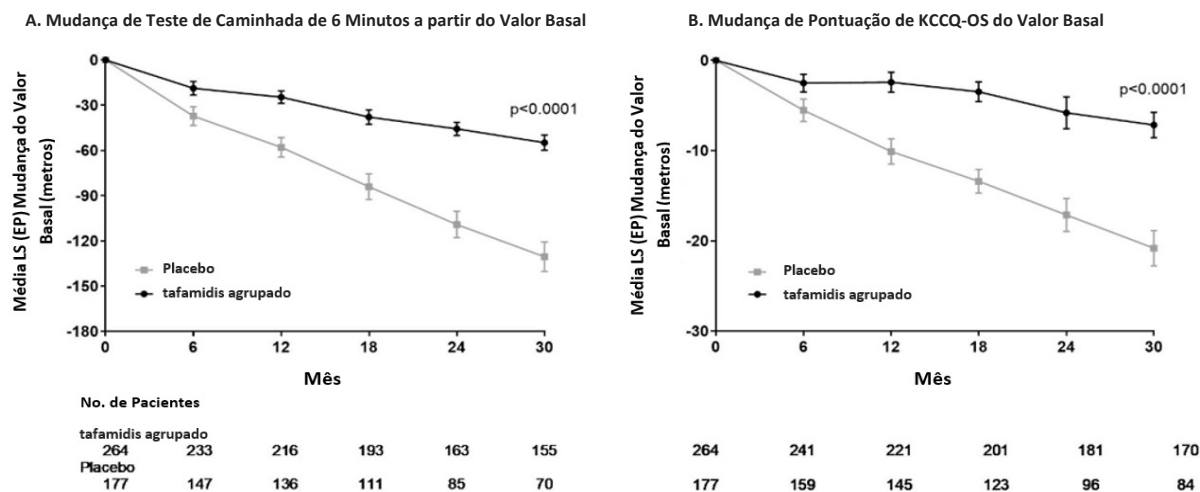 A. Mudança de Teste de Caminhada de 6 Minutos a partir do Valor Basal
Média LS (EP) Mudança do Valor
Basal (metros)
0
-30
-60
-90
-120
-150
-180
p<0.0001
Placebo
tafamidis agrupado
0 6 12 18 24 30
Mês
B. Mudança de Pontuação de KCCQ-OS do Valor Basal
Média LS (EP) Mudança do Valor
Basal (metros)
0
-10
-20
-30
p<0.0001
Placebo
tafamidis agrupado
0 6 12 18 24 30
Mês
No. de Pacientes
tafamidis agrupado
264 233 216 193 163 155 264 241 221 201 181 170
Placebo
177 147 136 111 85 70 177 159 145 123 96 84